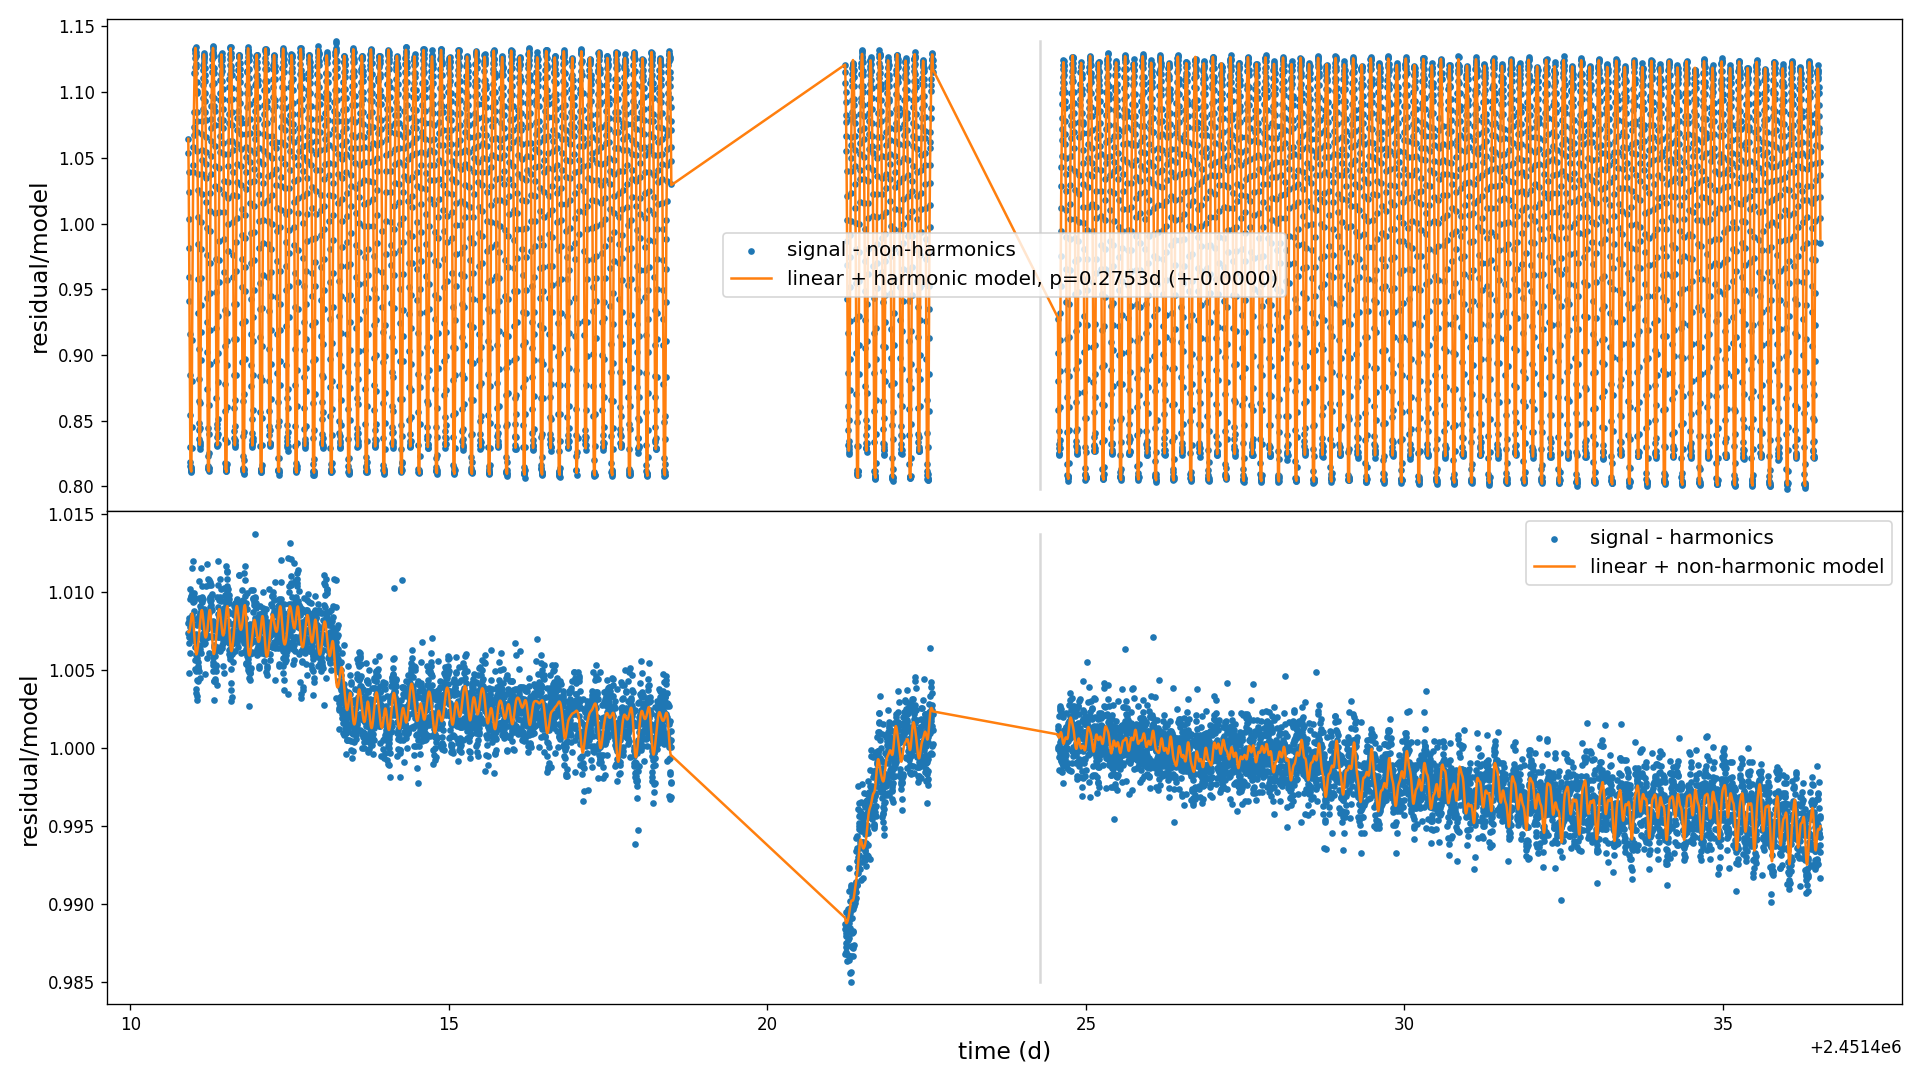 1.15
1.10
1.05
1.00
0.95
0.90
0.85
0.80
residual/model
signal - non-harmonics
linear + harmonic model, p=0.2753d (+-0.0000)
1.015
1.010
1.005
1.000
0.995
0.990
0.985
residual/model
signal - harmonics
linear + non-harmonic model
10 15 20 25 30 35
time (d)
+2.4514e6